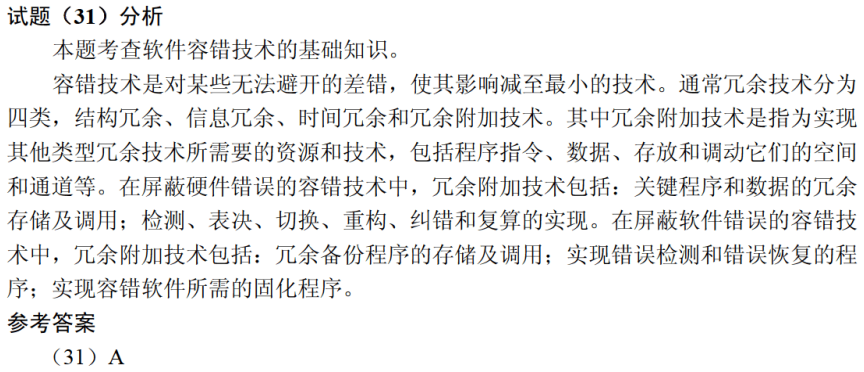 试题（31）分析
本题考查软件容错技术的基础知识。
容错技术是对某些无法避开的差错，使其影响减至最小的技术。通常冗余技术分为
四类，结构冗余、信息冗余、时间冗余和冗余附加技术。其中冗余附加技术是指为实现
其他类型冗余技术所需要的资源和技术，包括程序指令、数据、存放和调动它们的空间
和通道等。在屏蔽硬件错误的容错技术中，冗余附加技术包括：关键程序和数据的冗余
存储及调用；检测、表决、切换、重构、纠错和复算的实现。在屏蔽软件错误的容错技
术中，冗余附加技术包括：冗余备份程序的存储及调用；实现错误检测和错误恢复的程
序；实现容错软件所需的固化程序。
参考答案
（31）A